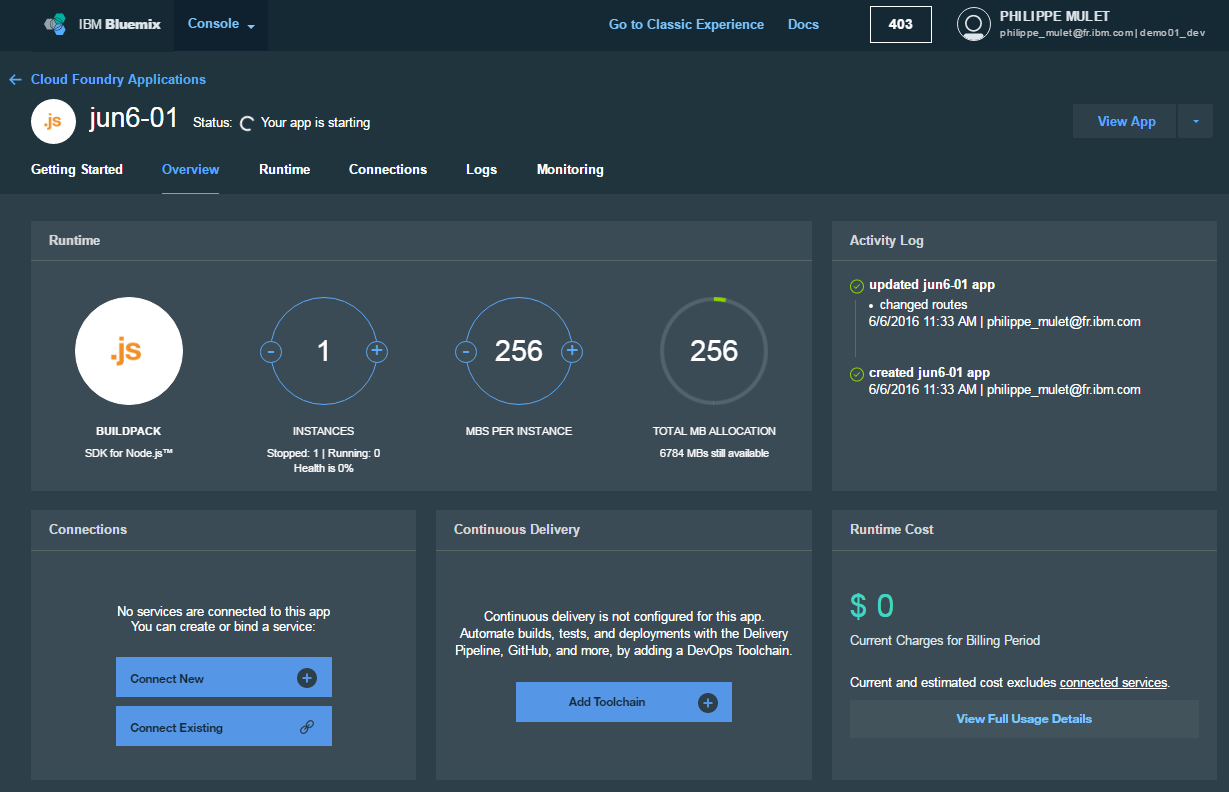 IBM Bluemix
Console
Go to Classic Experience
Docs
403
PHILIPPE MULET
philippe_mulet@fr.ibm.com | demo01_dev
Cloud Foundry Applications
.js
jun6-01
Status:
Your app is starting
View App
Getting Started
Overview
Runtime
Connections
Logs
Monitoring
Runtime
.js
BUILDPACK
SDK for Node.js™
-
1
+
INSTANCES
Stopped: 1 | Running: 0
Health is 0%
-
256
+
MBS PER INSTANCE
256
TOTAL MB ALLOCATION
6784 MBs still available
Activity Log
updated jun6-01 app
• changed routes
6/6/2016 11:33 AM | philippe_mulet@fr.ibm.com
created jun6-01 app
6/6/2016 11:33 AM | philippe_mulet@fr.ibm.com
Connections
No services are connected to this app
You can create or bind a service:
Connect New
Connect Existing
Continuous Delivery
Continuous delivery is not configured for this app.
Automate builds, tests, and deployments with the Delivery
Pipeline, GitHub, and more, by adding a DevOps Toolchain.
Add Toolchain
Runtime Cost
$ 0
Current Charges for Billing Period
Current and estimated cost excludes connected services.
View Full Usage Details